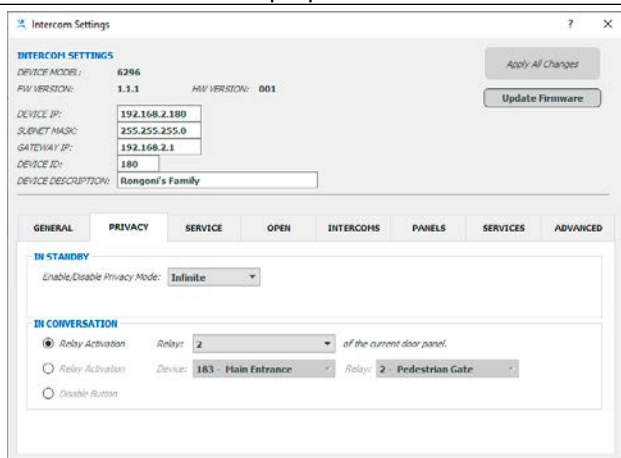 Intercom Settings ? ×
INTERCOM SETTINGS
DEVICE MODEL: 6296
FW VERSION: 1.1.1 HW VERSION: 001
Apply All Changes
Update Firmware
DEVICE IP: 192.168.2.180
SUBNET MASK: 255.255.255.0
GATEWAY IP: 192.168.2.1
DEVICE ID: 180
DEVICE DESCRIPTION: Rongoni's Family
GENERAL PRIVACY SERVICE OPEN INTERCOMS PANELS SERVICES ADVANCED
IN STANDBY
Enable/Disable Privacy Mode: Infinite
IN CONVERSATION
Relay Activation Relay: 2 of the current door panel.
Relay Activation Device: 183 - Main Entrance Relay: 2 - Pedestrian Gate
Disable Button